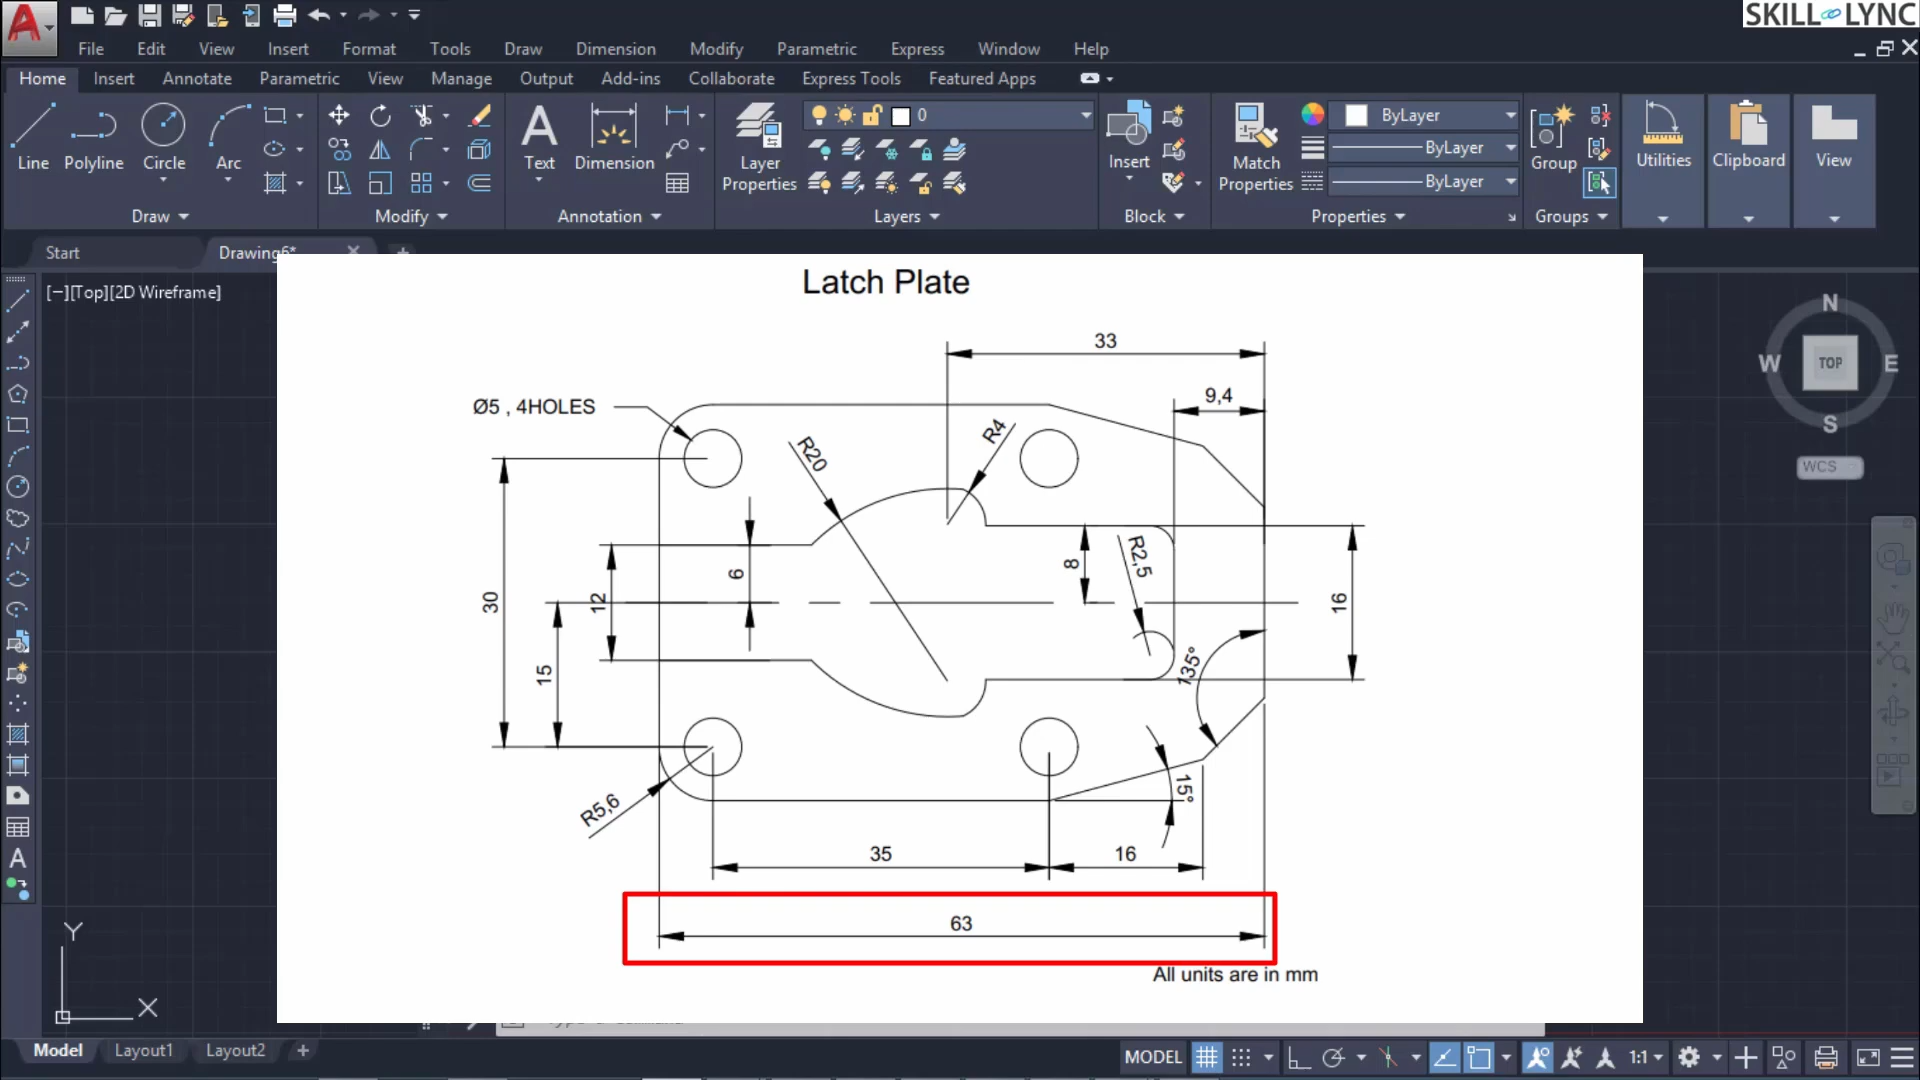 SKILL LYNC
File Edit View Insert Format Tools Draw Dimension Modify Parametric Express Window Help
Home Insert Annotate Parametric View Manage Output Add-ins Collaborate Express Tools Featured Apps
Line Polyline Circle Arc
Text Dimension
Layer Properties
0
Insert
Match Properties
ByLayer
ByLayer
ByLayer
Group
Utilities Clipboard View
Draw Modify Annotation Layers Block Properties Groups
Start Drawing6*
[−][Top][2D Wireframe]
Latch Plate
33
9,4
Ø5 , 4HOLES
R20
R4
6
8
R2,5
30
12
16
15
135°
15°
R5,6
35
16
63
All units are in mm
N
W TOP E
S
WCS
Y
X
Model Layout1 Layout2 +
MODEL 1:1